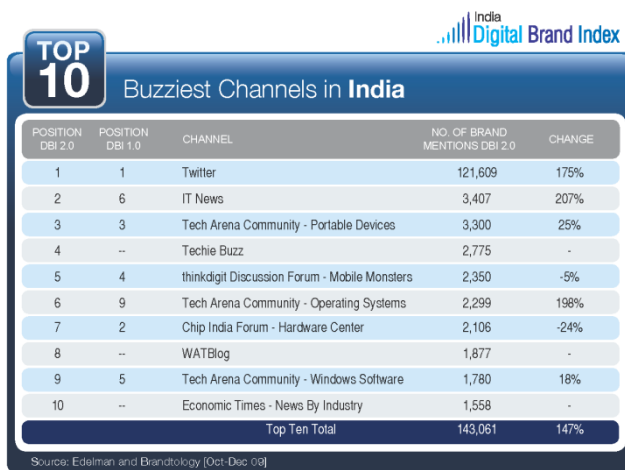 India
Digital Brand Index
TOP
10
Buzziest Channels in India
POSITION DBI 2.0 POSITION DBI 1.0 CHANNEL NO. OF BRAND MENTIONS DBI 2.0 CHANGE
1 1 Twitter 121,609 175%
2 6 IT News 3,407 207%
3 3 Tech Arena Community - Portable Devices 3,300 25%
4 -- Techie Buzz 2,775 -
5 4 thinkdigit Discussion Forum - Mobile Monsters 2,350 -5%
6 9 Tech Arena Community - Operating Systems 2,299 198%
7 2 Chip India Forum - Hardware Center 2,106 -24%
8 -- WATBlog 1,877 -
9 5 Tech Arena Community - Windows Software 1,780 18%
10 -- Economic Times - News By Industry 1,558 -
Top Ten Total 143,061 147%
Source: Edelman and Brandtology [Oct-Dec 09]